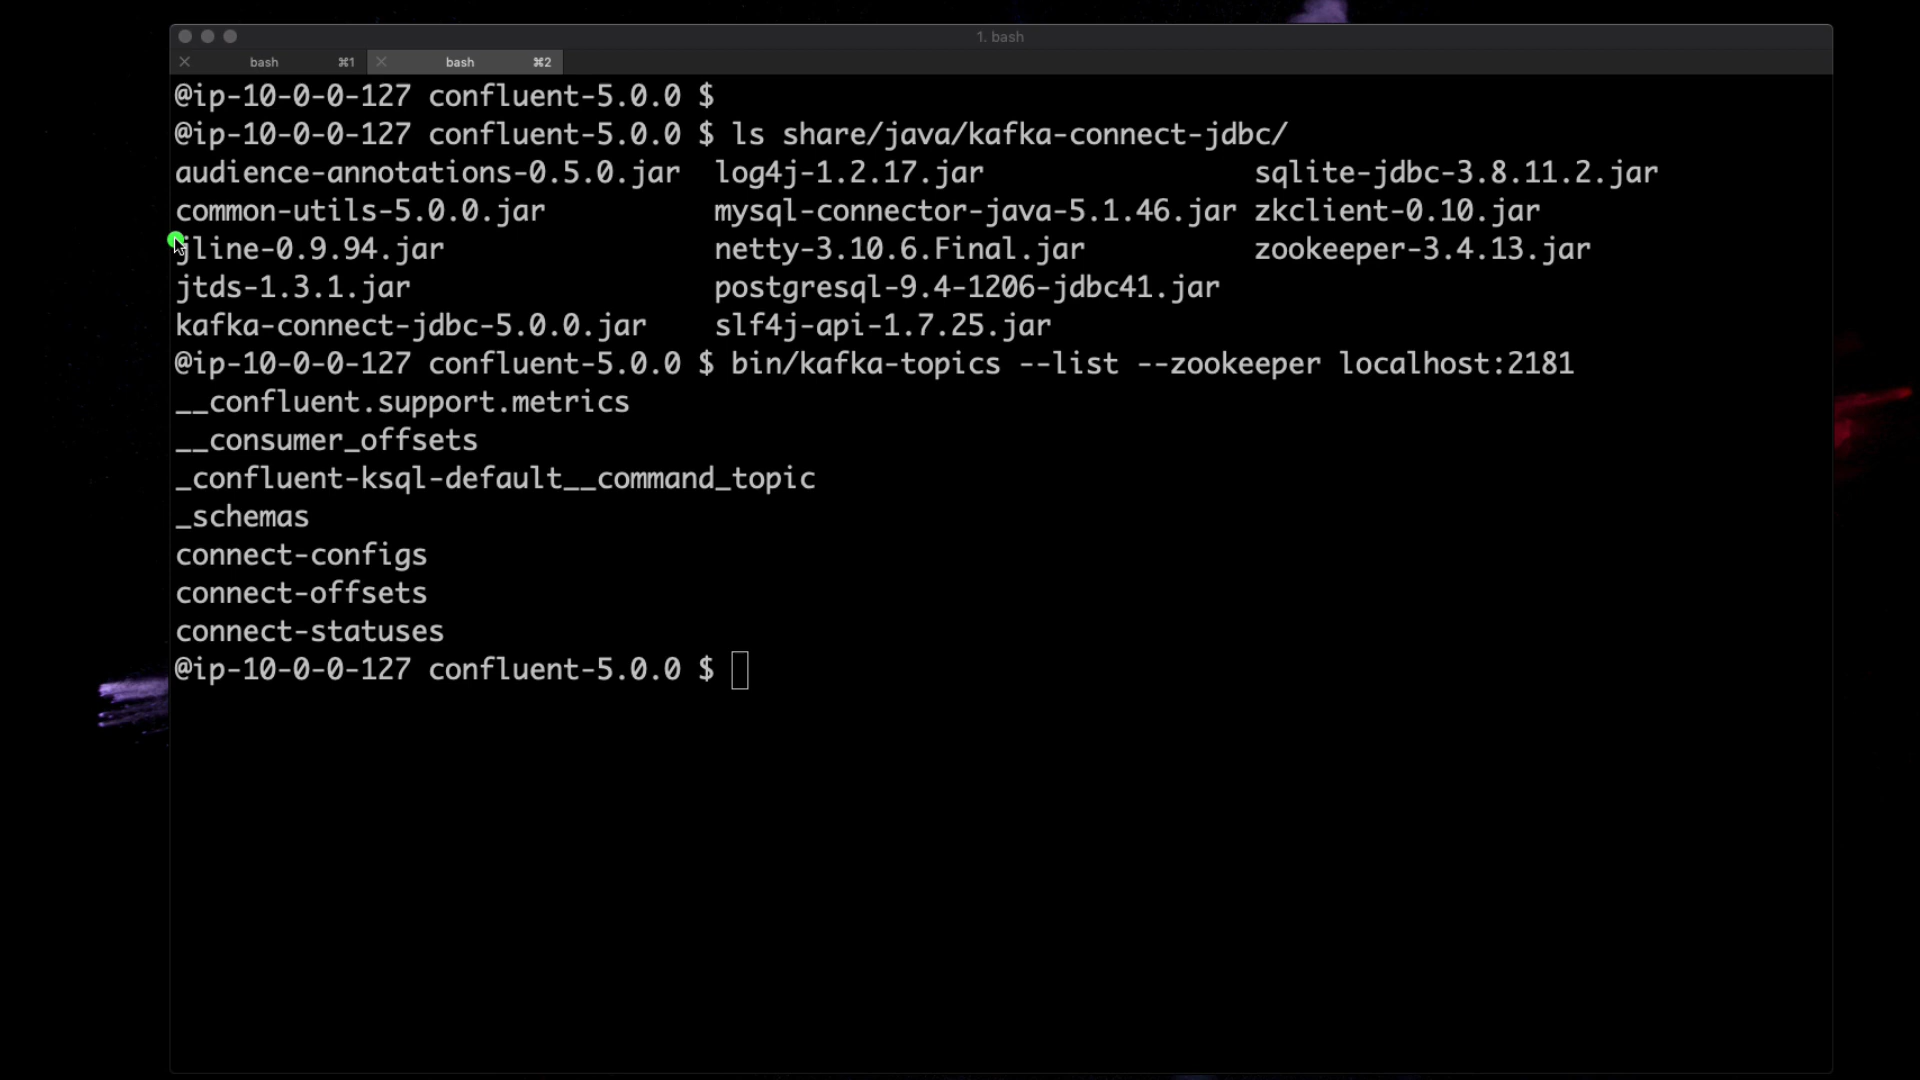 1. bash
bash ⌘1 bash ⌘2
@ip-10-0-0-127 confluent-5.0.0 $
@ip-10-0-0-127 confluent-5.0.0 $ ls share/java/kafka-connect-jdbc/
audience-annotations-0.5.0.jar log4j-1.2.17.jar sqlite-jdbc-3.8.11.2.jar
common-utils-5.0.0.jar mysql-connector-java-5.1.46.jar zkclient-0.10.jar
jline-0.9.94.jar netty-3.10.6.Final.jar zookeeper-3.4.13.jar
jtds-1.3.1.jar postgresql-9.4-1206-jdbc41.jar
kafka-connect-jdbc-5.0.0.jar slf4j-api-1.7.25.jar
@ip-10-0-0-127 confluent-5.0.0 $ bin/kafka-topics --list --zookeeper localhost:2181
__confluent.support.metrics
__consumer_offsets
_confluent-ksql-default__command_topic
_schemas
connect-configs
connect-offsets
connect-statuses
@ip-10-0-0-127 confluent-5.0.0 $